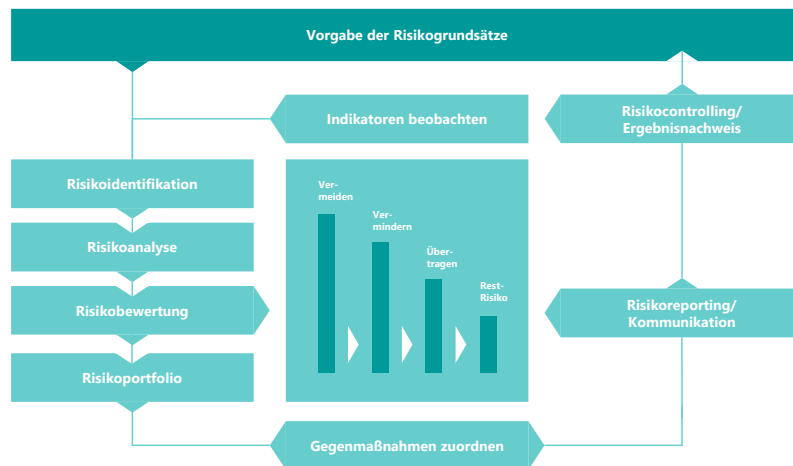 Vorgabe der Risikogrundsätze
Indikatoren beobachten
Risikocontrolling/
Ergebnisnachweis
Risikoidentifikation
Risikoanalyse
Risikobewertung
Risikoportfolio
Ver-
meiden
Ver-
mindern
Über-
tragen
Rest-
Risiko
Risikoreporting/
Kommunikation
Gegenmaßnahmen zuordnen